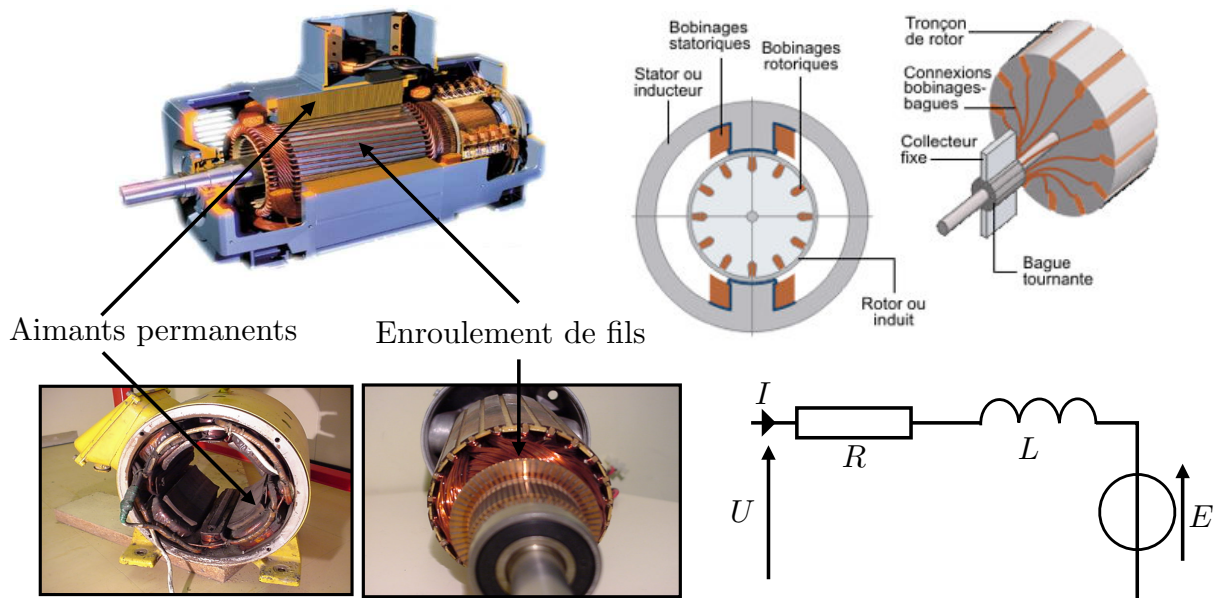 Bobinages
statoriques
Bobinages
rotoriques
Stator ou
inducteur
Rotor ou
induit
Tronçon
de rotor
Connexions
bobinages-
bagues
Collecteur
fixe
Bague
tournante
Aimants permanents
Enroulement de fils
I
R
L
U
E